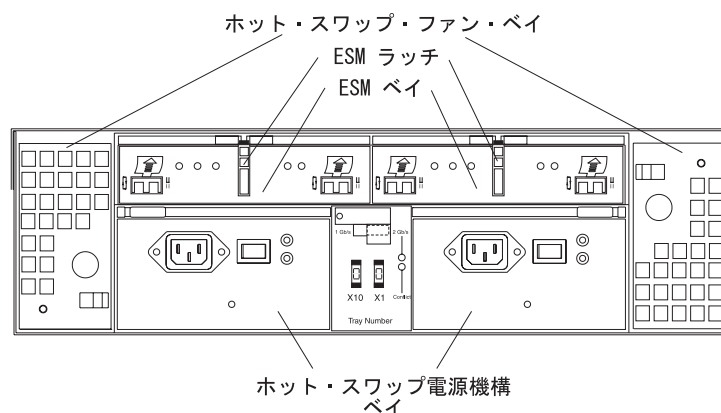 ホット・スワップ・ファン・ベイ
ESM ラッチ
ESM ベイ
1 Gb/s
2 Gb/s
X10
X1
Conflict
Tray Number
ホット・スワップ電源機構
ベイ